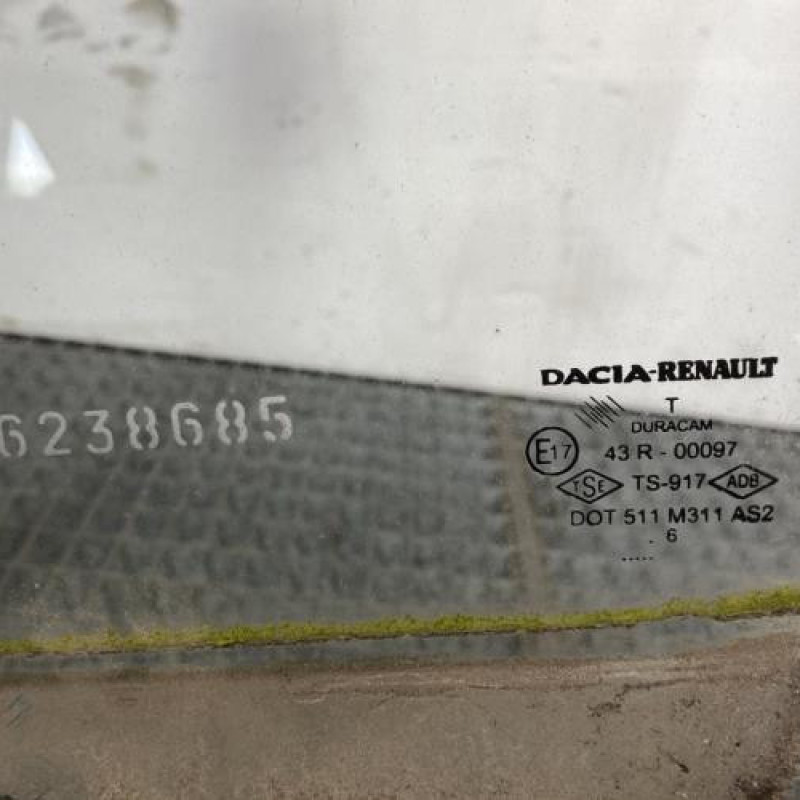 DACIA-RENAULT
T
6238685
DURACAM
E17 43 R - 00097
TSE TS-917 ADB
DOT 511 M311 AS2
. 6
.....